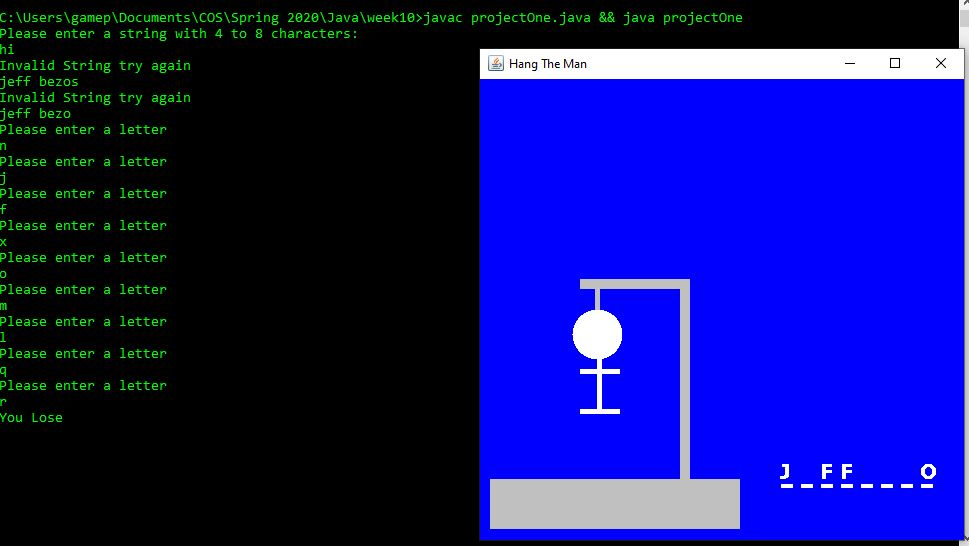 C:\Users\gamep\Documents\COS\Spring 2020\Java\week10>javac projectOne.java && java projectOne
Please enter a string with 4 to 8 characters:
hi
Invalid String try again
jeff bezos
Invalid String try again
jeff bezo
Please enter a letter
n
Please enter a letter
j
Please enter a letter
f
Please enter a letter
x
Please enter a letter
o
Please enter a letter
m
Please enter a letter
l
Please enter a letter
q
Please enter a letter
r
You Lose
Hang The Man
J _ F F _ _ _ O